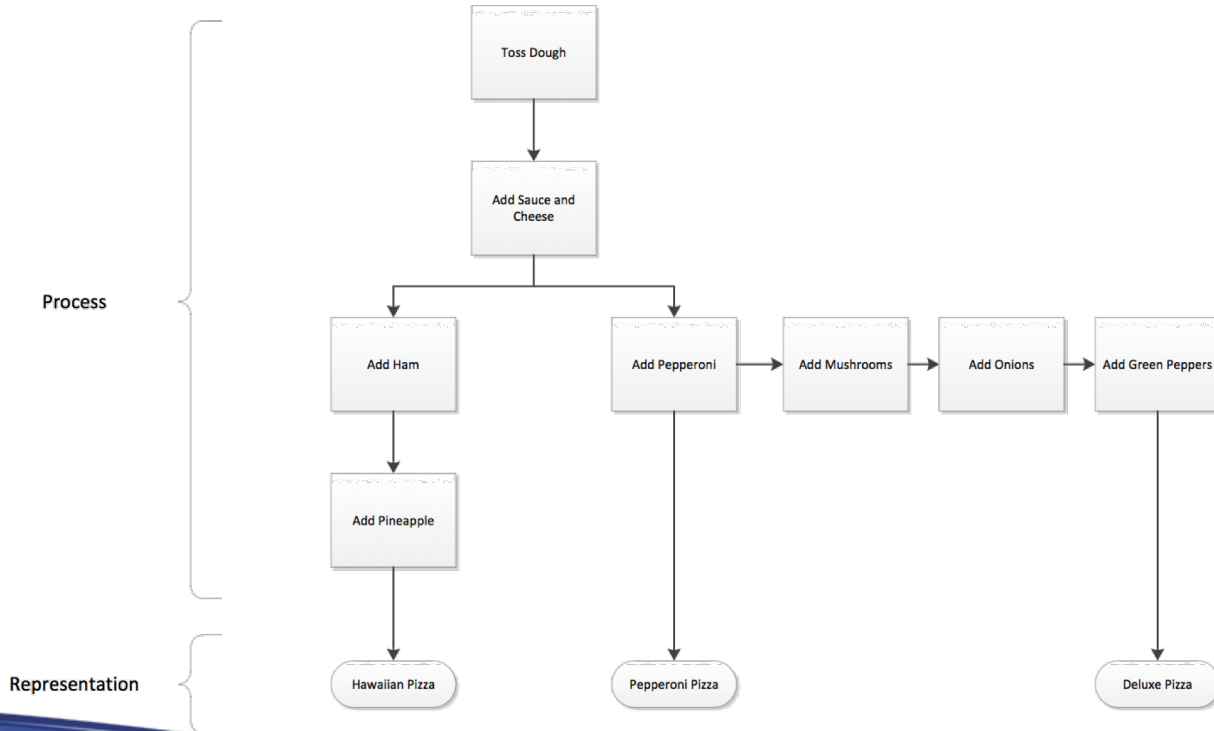 Toss Dough
Add Sauce and
Cheese
Process
Add Ham
Add Pepperoni
Add Mushrooms
Add Onions
Add Green Peppers
Add Pineapple
Representation
Hawaiian Pizza
Pepperoni Pizza
Deluxe Pizza